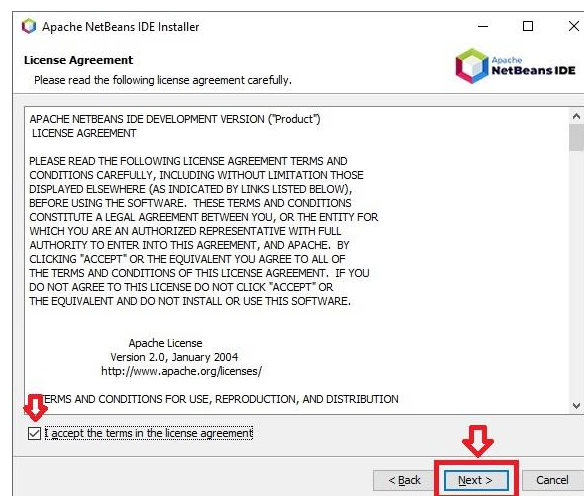 Apache NetBeans IDE Installer
License Agreement
Please read the following license agreement carefully.
Apache
NetBeans IDE
APACHE NETBEANS IDE DEVELOPMENT VERSION ("Product")
LICENSE AGREEMENT
PLEASE READ THE FOLLOWING LICENSE AGREEMENT TERMS AND
CONDITIONS CAREFULLY, INCLUDING WITHOUT LIMITATION THOSE
DISPLAYED ELSEWHERE (AS INDICATED BY LINKS LISTED BELOW),
BEFORE USING THE SOFTWARE. THESE TERMS AND CONDITIONS
CONSTITUTE A LEGAL AGREEMENT BETWEEN YOU, OR THE ENTITY FOR
WHICH YOU ARE AN AUTHORIZED REPRESENTATIVE WITH FULL
AUTHORITY TO ENTER INTO THIS AGREEMENT, AND APACHE. BY
CLICKING "ACCEPT" OR THE EQUIVALENT YOU AGREE TO ALL OF
THE TERMS AND CONDITIONS OF THIS LICENSE AGREEMENT. IF YOU
DO NOT AGREE TO THIS LICENSE DO NOT CLICK "ACCEPT" OR
THE EQUIVALENT AND DO NOT INSTALL OR USE THIS SOFTWARE.
Apache License
Version 2.0, January 2004
http://www.apache.org/licenses/
TERMS AND CONDITIONS FOR USE, REPRODUCTION, AND DISTRIBUTION
I accept the terms in the license agreement
< Back
Next >
Cancel